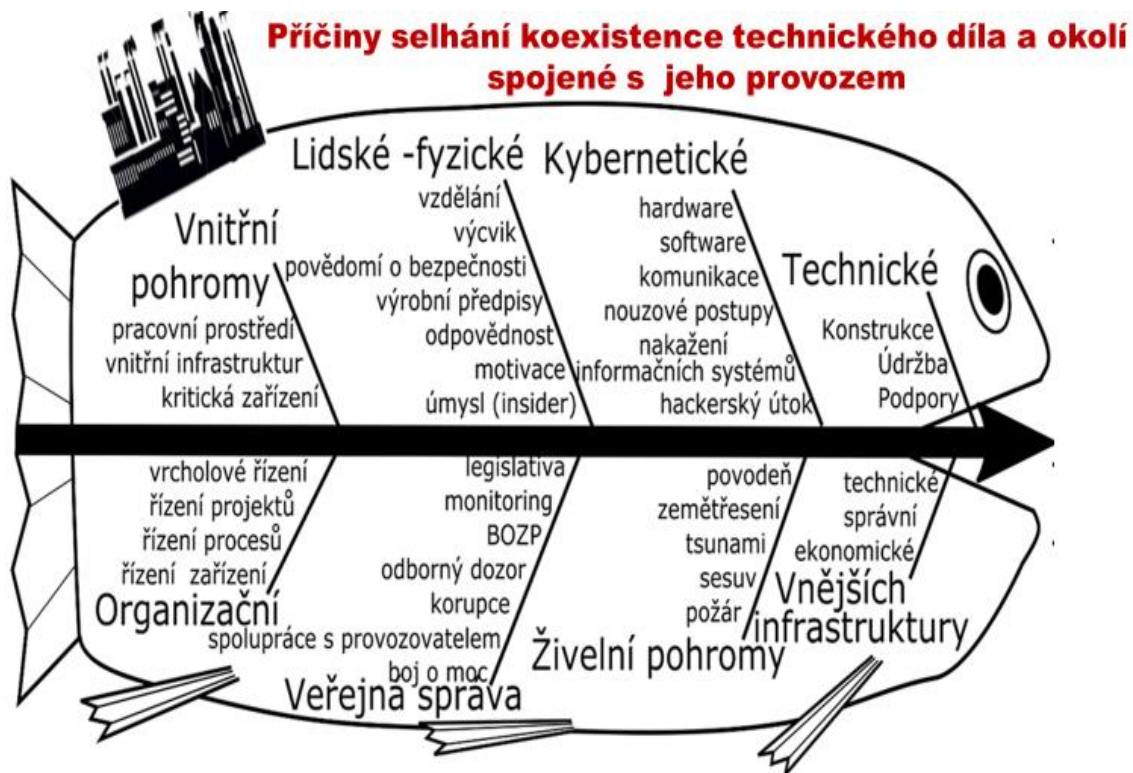 Příčiny selhání koexistence technického díla a okolí
spojené s jeho provozem
Vnitřní
pohromy
pracovní prostředí
vnitřní infrastruktur
kritická zařízení
Lidské -fyzické
vzdělání
výcvik
povědomí o bezpečnosti
výrobní předpisy
odpovědnost
motivace
úmysl (insider)
Kybernetické
hardware
software
komunikace
nouzové postupy
nakažení
informačních systémů
hackerský útok
Technické
Konstrukce
Údržba
Podpory
vrcholové řízení
řízení projektů
řízení procesů
řízení zařízení
Organizační
legislativa
monitoring
BOZP
odborný dozor
korupce
spolupráce s provozovatelem
boj o moc
Veřejná správa
povodeň
zemětřesení
tsunami
sesuv
požár
Živelní pohromy
technické
správní
ekonomické
Vnějších
infrastruktury